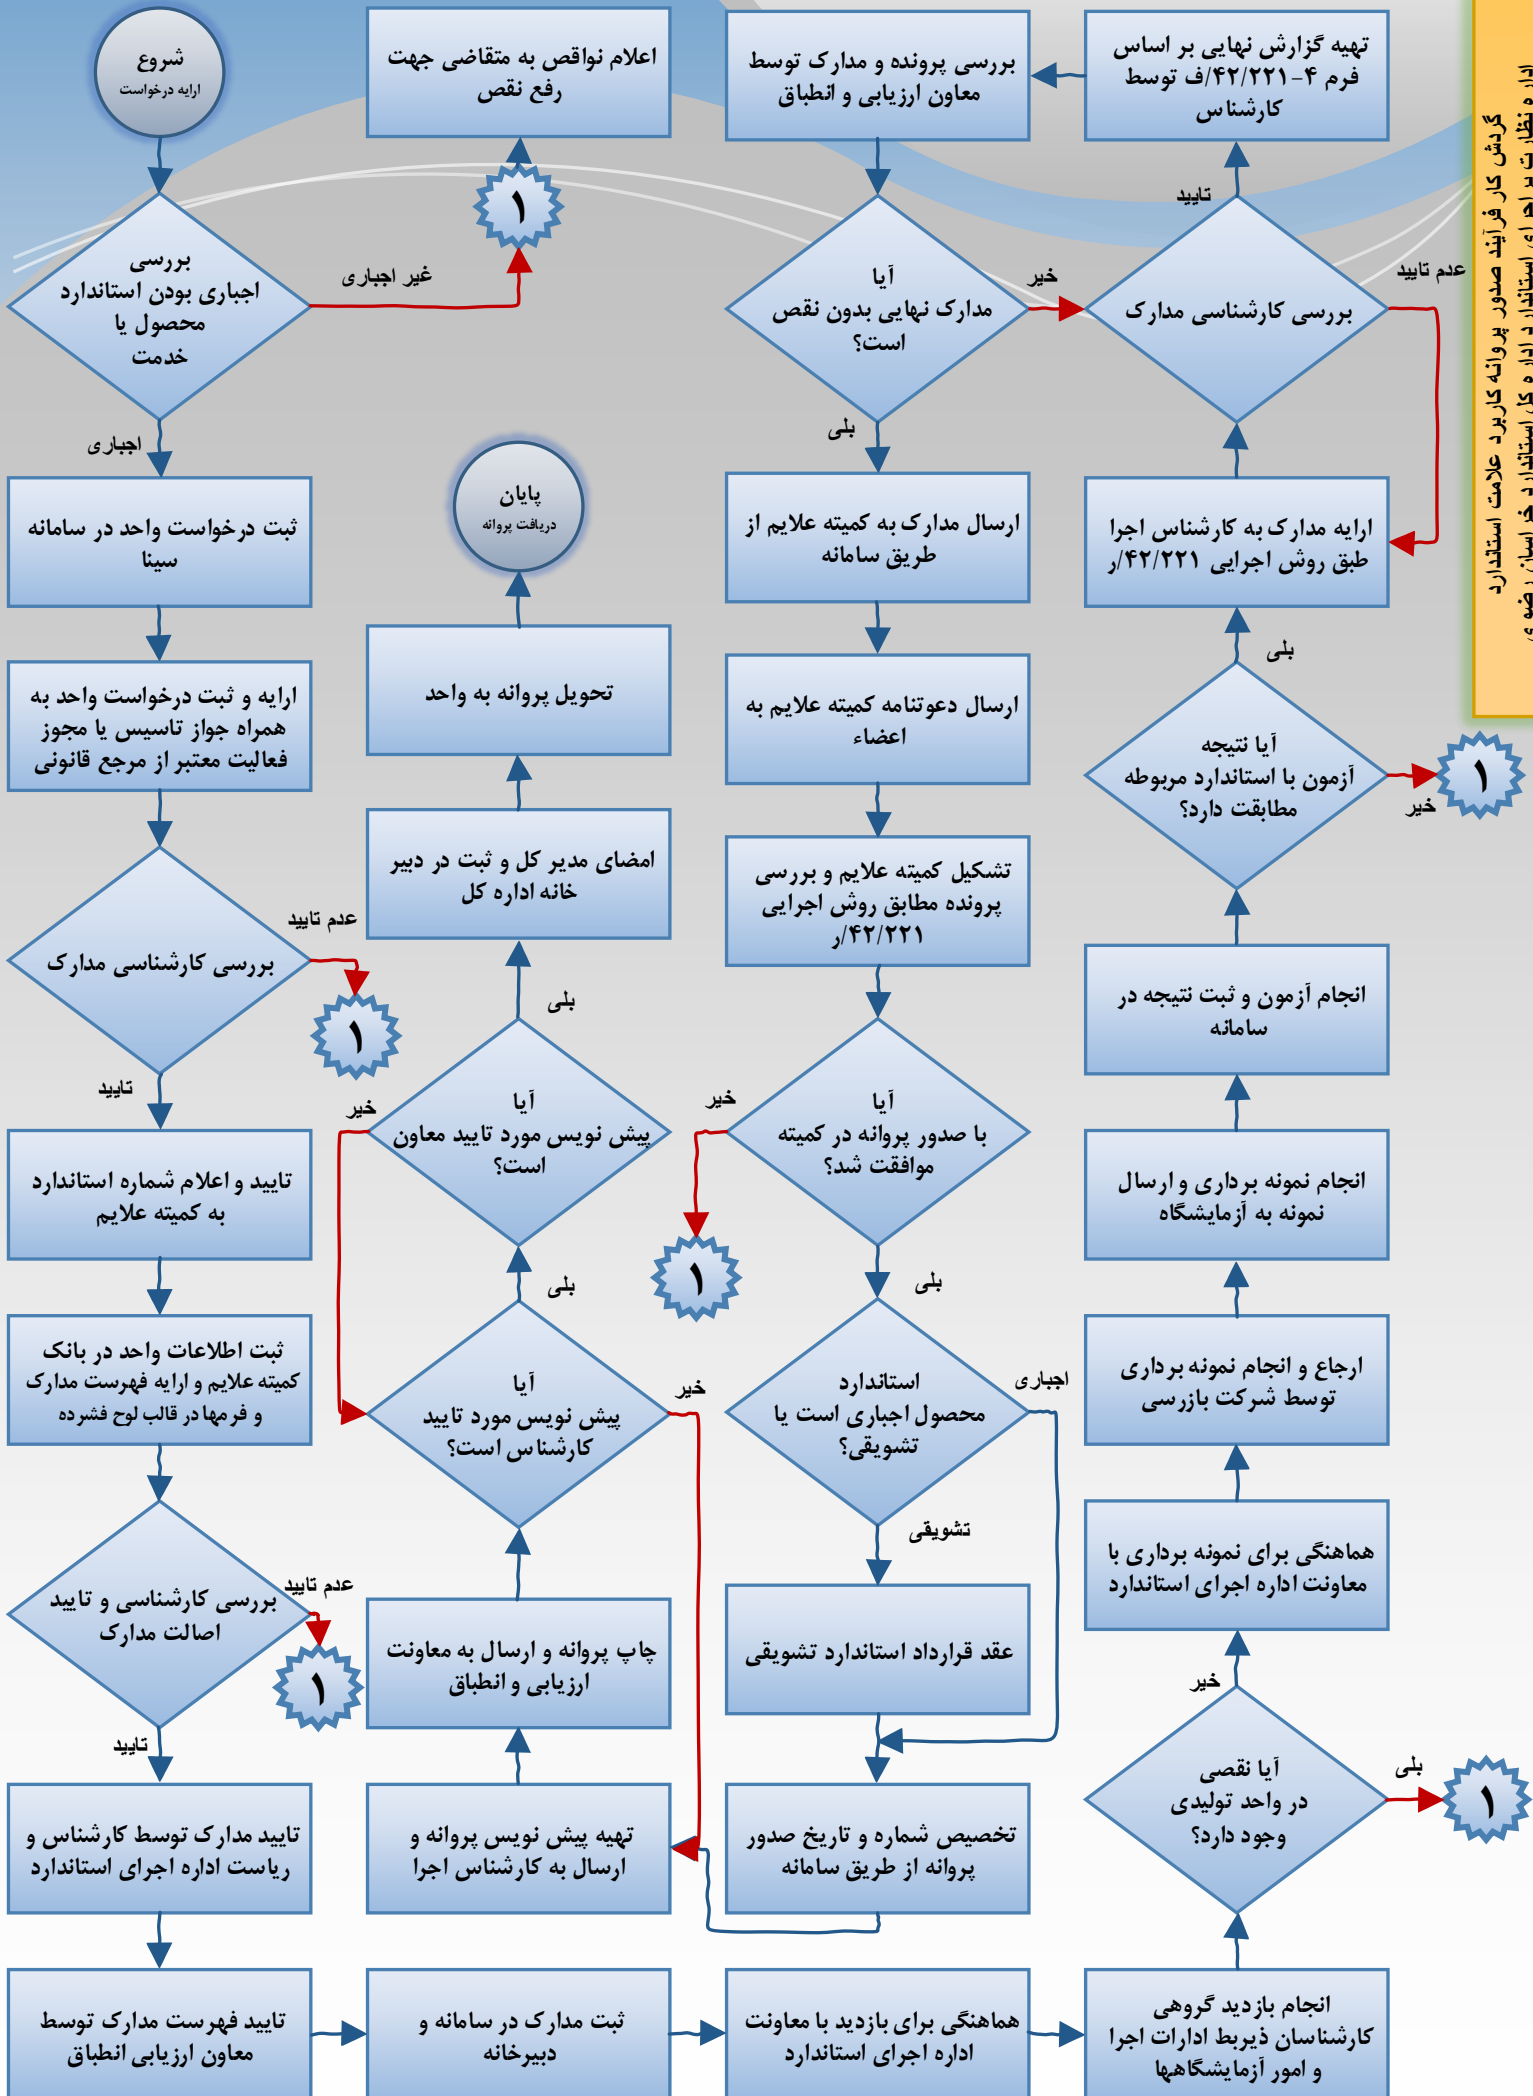 شروع
ارایه درخواست
بررسی
اجباری بودن استاندارد
محصول یا
خدمت
غیر اجباری
۱
اعلام نواقص به متقاضی جهت
رفع نقص
اجباری
ثبت درخواست واحد در سامانه
سینا
ارایه و ثبت درخواست واحد به
همراه جواز تاسیس یا مجوز
فعالیت معتبر از مرجع قانونی
بررسی کارشناسی مدارک
عدم تایید
۱
تایید
تایید و اعلام شماره استاندارد
به کمیته علایم
ثبت اطلاعات واحد در بانک
کمیته علایم و ارایه فهرست مدارک
و فرمها در قالب لوح فشرده
بررسی کارشناسی و تایید
اصالت مدارک
عدم تایید
۱
تایید
تایید مدارک توسط کارشناس و
ریاست اداره اجرای استاندارد
تایید فهرست مدارک توسط
معاون ارزیابی انطباق
ثبت مدارک در سامانه و
دبیرخانه
هماهنگی برای بازدید با معاونت
اداره اجرای استاندارد
انجام بازدید گروهی
کارشناسان ذیربط ادارات اجرا
و امور آزمایشگاهها
آیا نقصی
در واحد تولیدی
وجود دارد؟
بلی
۱
خیر
هماهنگی برای نمونه برداری با
معاونت اداره اجرای استاندارد
ارجاع و انجام نمونه برداری
توسط شرکت بازرسی
انجام نمونه برداری و ارسال
نمونه به آزمایشگاه
انجام آزمون و ثبت نتیجه در
سامانه
آیا نتیجه
آزمون با استاندارد مربوطه
مطابقت دارد؟
خیر
۱
بلی
ارایه مدارک به کارشناس اجرا
طبق روش اجرایی ۴۲/۲۲۱/ر
بررسی کارشناسی مدارک
عدم تایید
تایید
تهیه گزارش نهایی بر اساس
فرم ۴-۴۲/۲۲۱/ف توسط
کارشناس
بررسی پرونده و مدارک توسط
معاون ارزیابی و انطباق
آیا
مدارک نهایی بدون نقص
است؟
خیر
بلی
ارسال مدارک به کمیته علایم از
طریق سامانه
ارسال دعوتنامه کمیته علایم به
اعضاء
تشکیل کمیته علایم و بررسی
پرونده مطابق روش اجرایی
۴۲/۲۲۱/ر
آیا
با صدور پروانه در کمیته
موافقت شد؟
خیر
۱
بلی
استاندارد
محصول اجباری است یا
تشویقی؟
اجباری
تشویقی
عقد قرارداد استاندارد تشویقی
تخصیص شماره و تاریخ صدور
پروانه از طریق سامانه
تهیه پیش نویس پروانه و
ارسال به کارشناس اجرا
چاپ پروانه و ارسال به معاونت
ارزیابی و انطباق
آیا
پیش نویس مورد تایید
کارشناس است؟
خیر
بلی
آیا
پیش نویس مورد تایید معاون
است؟
خیر
بلی
امضای مدیر کل و ثبت در دبیر
خانه اداره کل
تحویل پروانه به واحد
پایان
دریافت پروانه
گردش کار فرآیند صدور پروانه کاربرد علامت استاندارد
اداره نظارت بر اجرای استاندارد اداره کل استاندارد خراسان رضوی